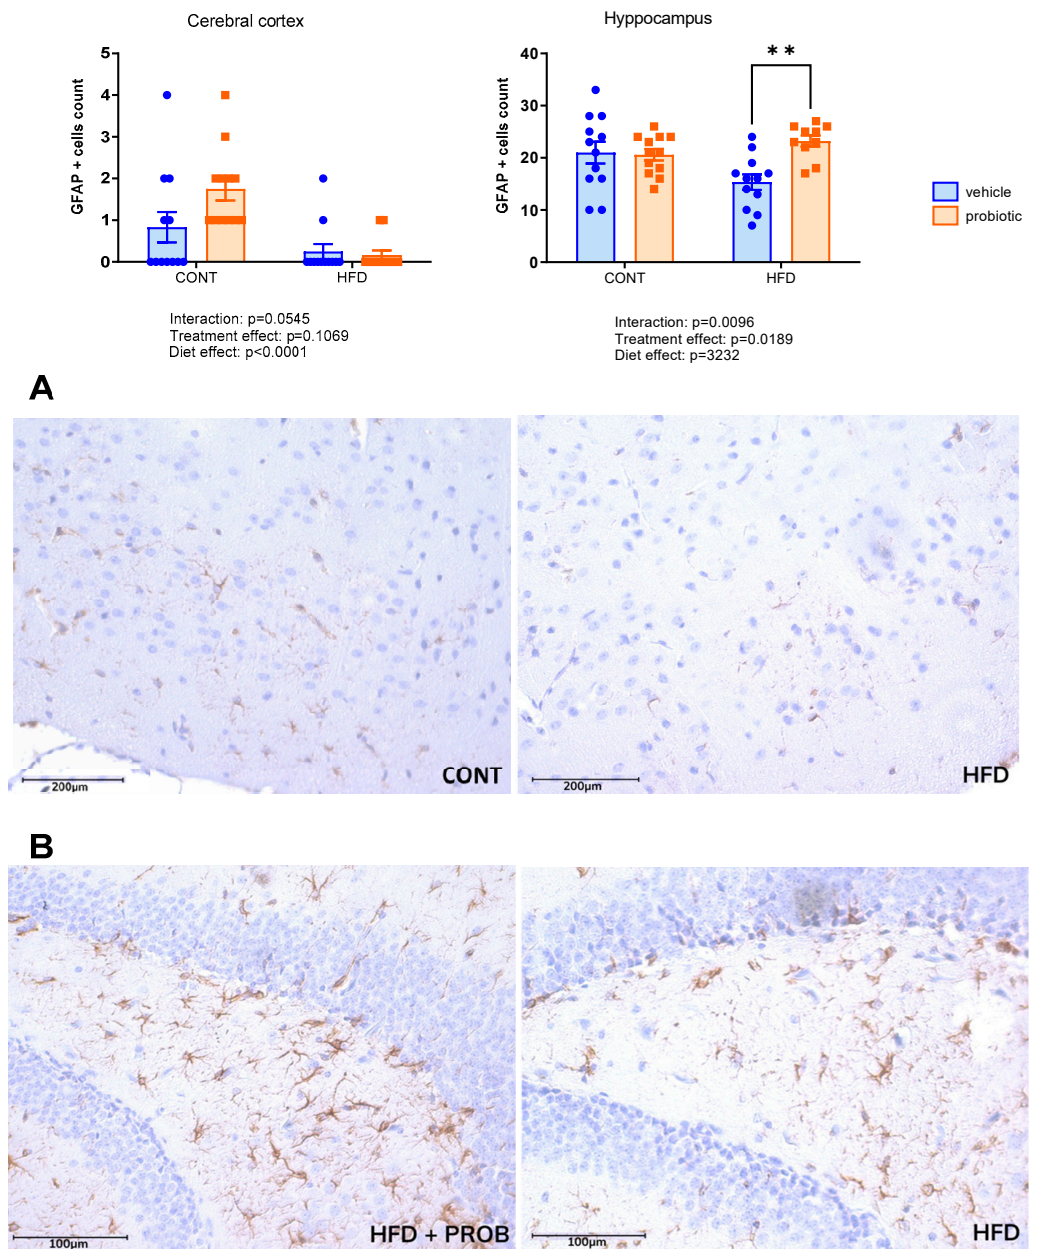 Cerebral cortex
GFAP + cells count
5
4
3
2
1
0
CONT
HFD
Interaction: p=0.0545
Treatment effect: p=0.1069
Diet effect: p<0.0001
Hyppocampus
GFAP + cells count
40
30
20
10
0
**
CONT
HFD
Interaction: p=0.0096
Treatment effect: p=0.0189
Diet effect: p=3232
vehicle
probiotic
A
200µm
CONT
200µm
HFD
B
100µm
HFD + PROB
100µm
HFD